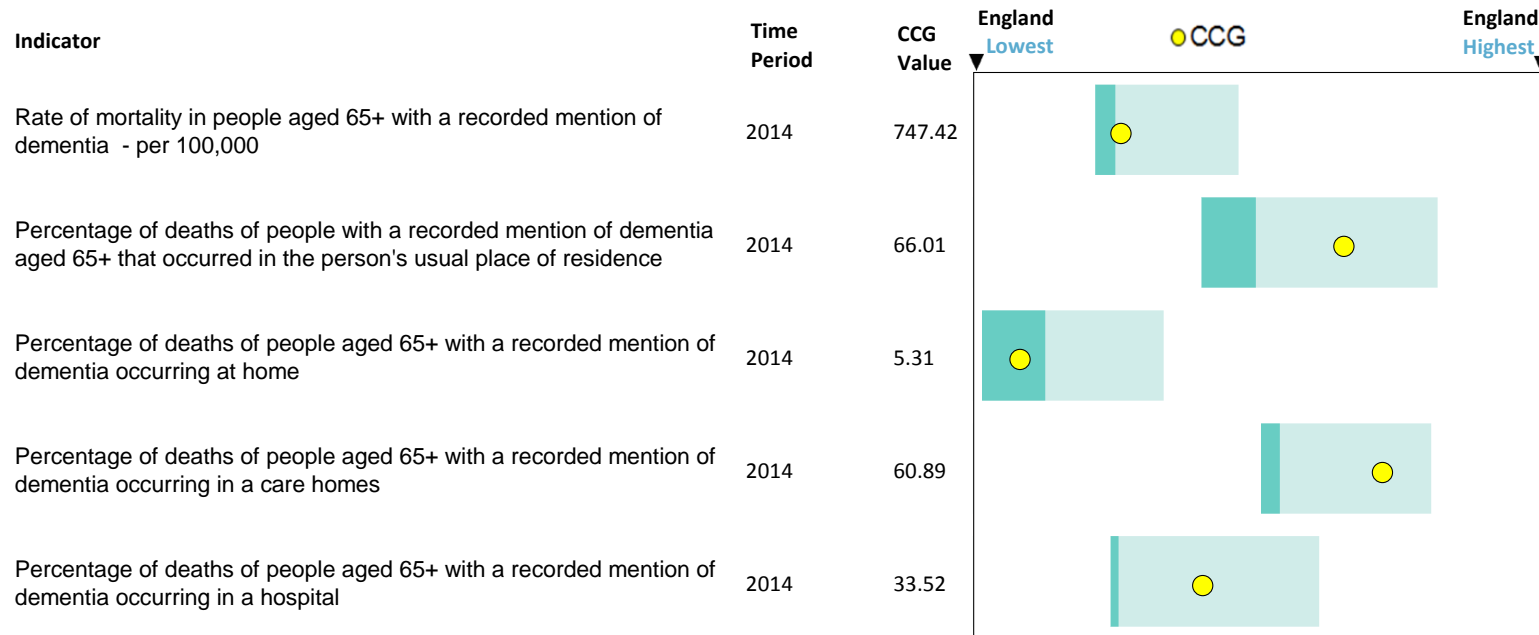 Indicator
Time
Period
CCG
Value
England
Lowest
CCG
England
Highest
Rate of mortality in people aged 65+ with a recorded mention of
dementia - per 100,000
2014
747.42
Percentage of deaths of people with a recorded mention of dementia
aged 65+ that occurred in the person's usual place of residence
2014
66.01
Percentage of deaths of people aged 65+ with a recorded mention of
dementia occurring at home
2014
5.31
Percentage of deaths of people aged 65+ with a recorded mention of
dementia occurring in a care homes
2014
60.89
Percentage of deaths of people aged 65+ with a recorded mention of
dementia occurring in a hospital
2014
33.52